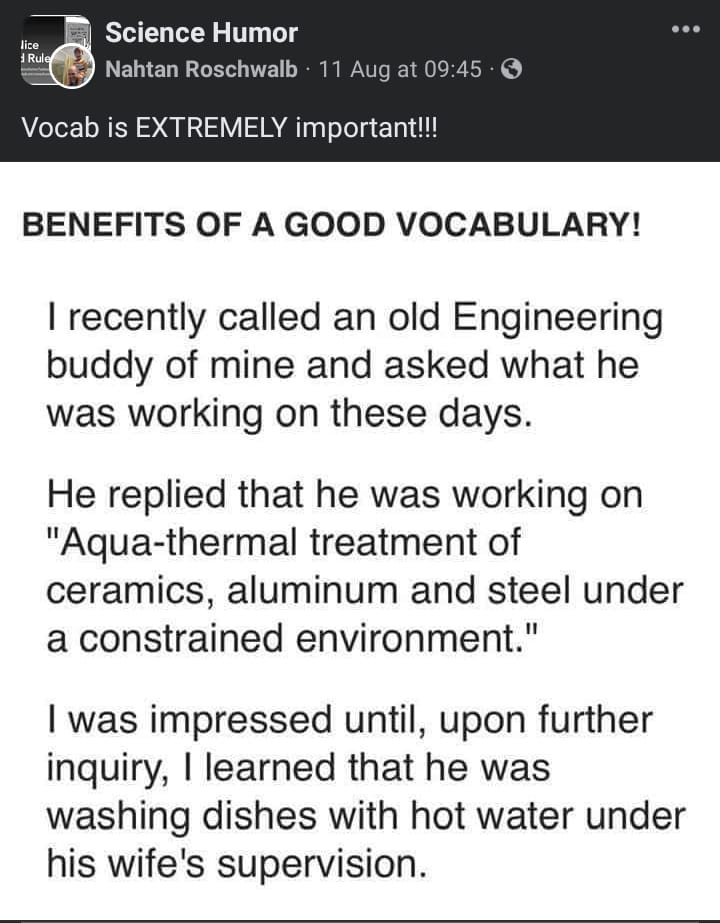 lice
d Rule
Science Humor
Nahtan Roschwalb · 11 Aug at 09:45 ·
Vocab is EXTREMELY important!!!
BENEFITS OF A GOOD VOCABULARY!
I recently called an old Engineering
buddy of mine and asked what he
was working on these days.
He replied that he was working on
"Aqua-thermal treatment of
ceramics, aluminum and steel under
a constrained environment."
I was impressed until, upon further
inquiry, I learned that he was
washing dishes with hot water under
his wife's supervision.